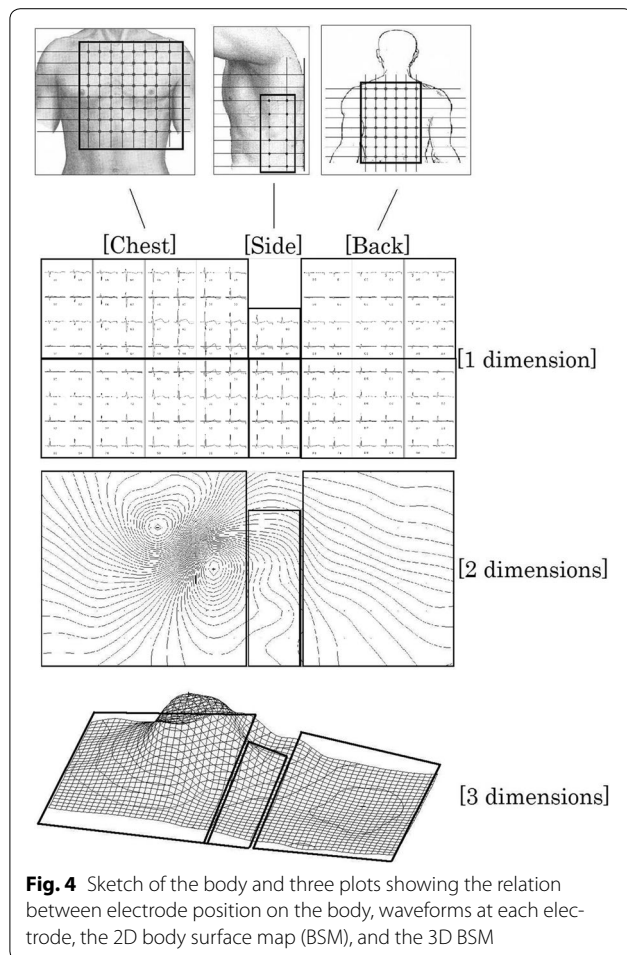 [Chest] [Side] [Back]
[1 dimension]
[2 dimensions]
[3 dimensions]
Fig. 4 Sketch of the body and three plots showing the relation
between electrode position on the body, waveforms at each elec-
trode, the 2D body surface map (BSM), and the 3D BSM